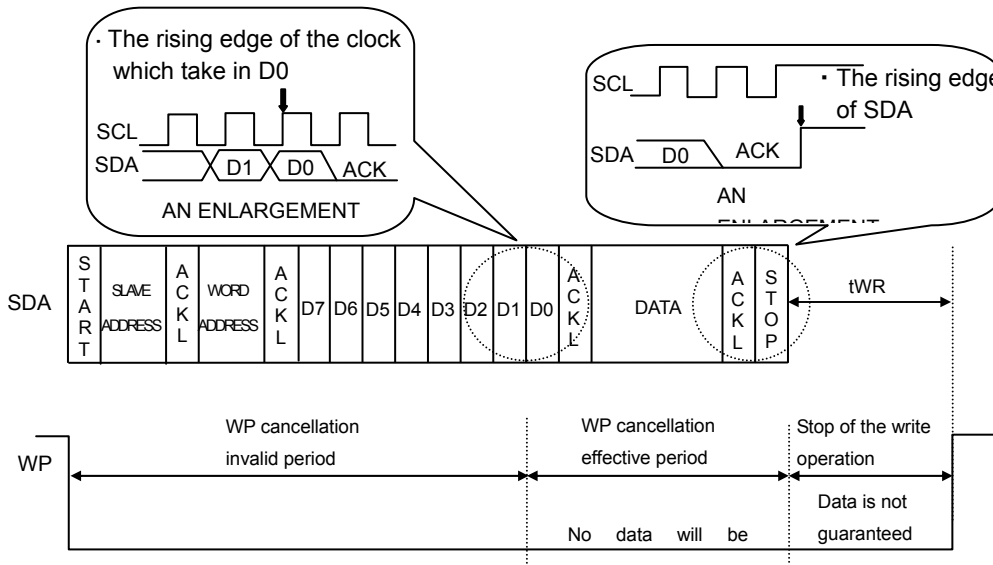 · The rising edge of the clock
which take in D0
SCL
SDA
D1 D0 ACK
AN ENLARGEMENT
SCL
· The rising edge
of SDA
SDA
D0 ACK
AN
ENLARGEMENT
SDA
START
SLAVE
ADDRESS
ACKL
WORD
ADDRESS
ACKL
D7 D6 D5 D4 D3 D2 D1 D0
ACKL
DATA
ACKL
STOP
tWR
WP
WP cancellation
invalid period
WP cancellation
effective period
Stop of the write
operation
No data will be
Data is not
guaranteed